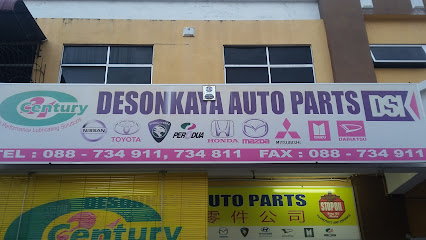 Century
DESONKAYA AUTO PARTS
DSK
NISSAN
TOYOTA
PERODUA
HONDA
mazda
MITSUBISHI
DAIHATSU
TEL : 088 - 734 911, 734 811 FAX : 088 - 734 911
DESON
AUTO PARTS
Century
零件公司